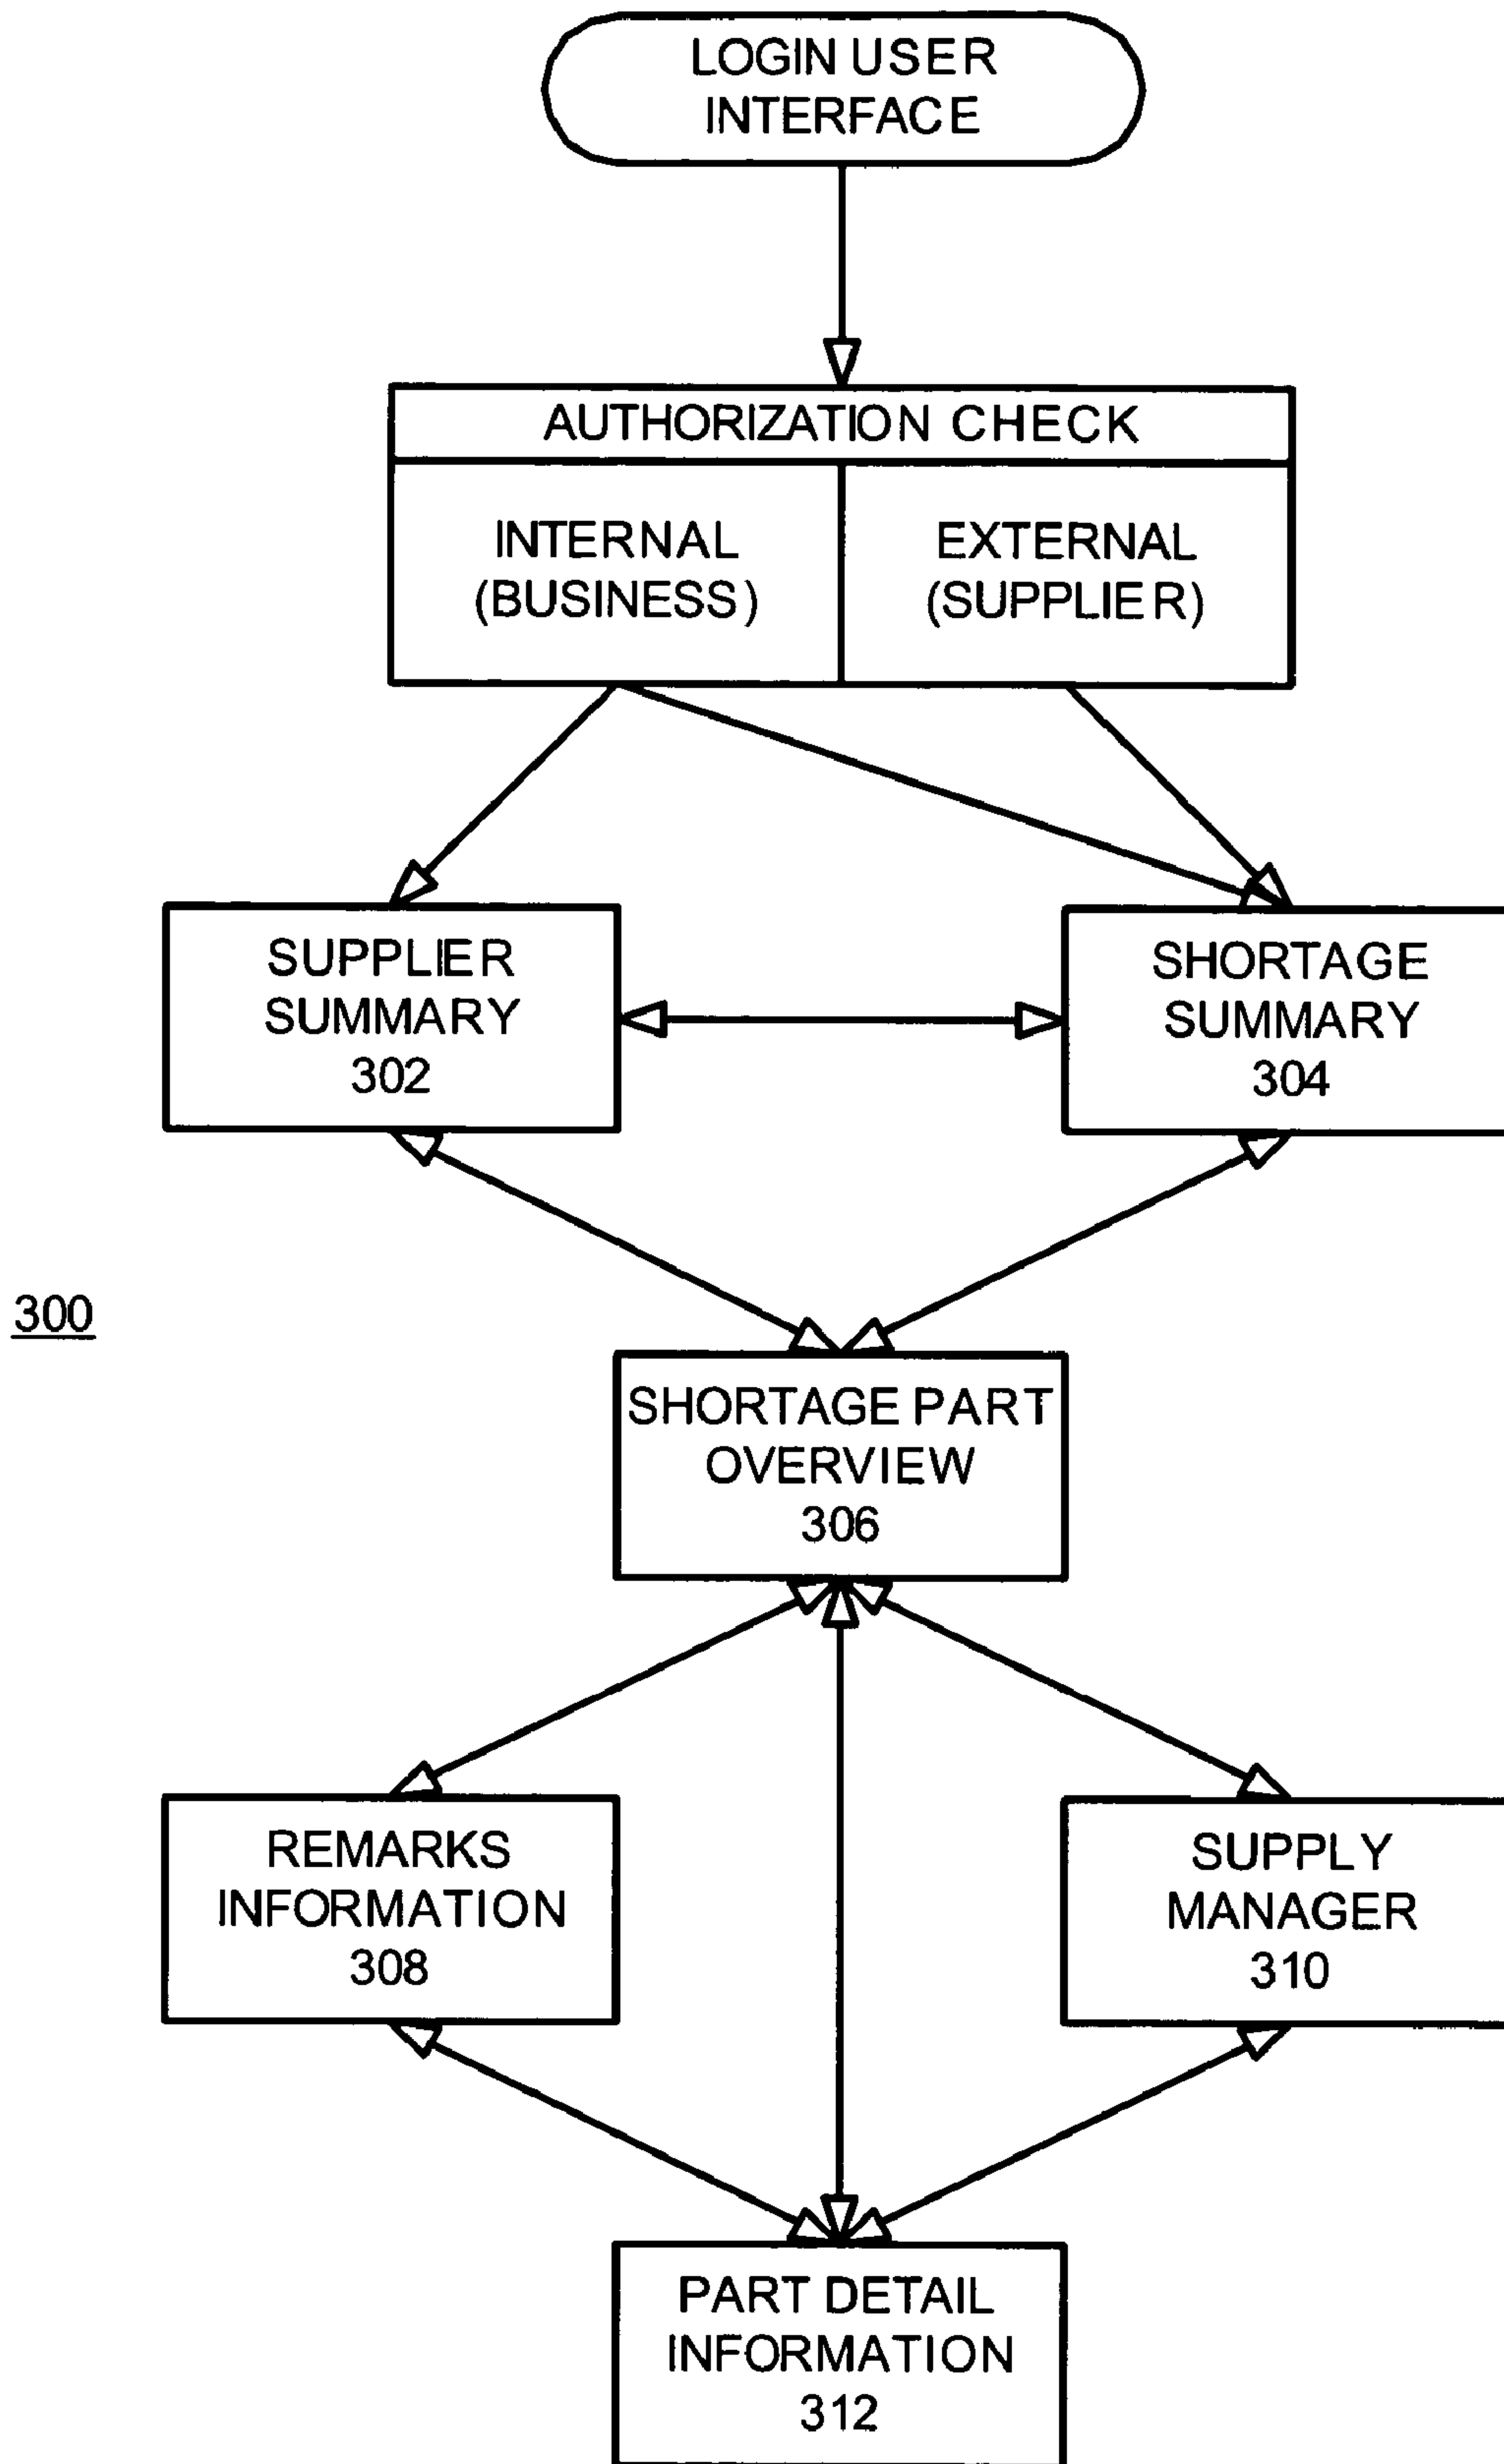 LOGIN USER
INTERFACE
AUTHORIZATION CHECK
INTERNAL
(BUSINESS)
EXTERNAL
(SUPPLIER)
SUPPLIER
SUMMARY
302
SHORTAGE
SUMMARY
304
300
SHORTAGE PART
OVERVIEW
306
REMARKS
INFORMATION
308
SUPPLY
MANAGER
310
PART DETAIL
INFORMATION
312